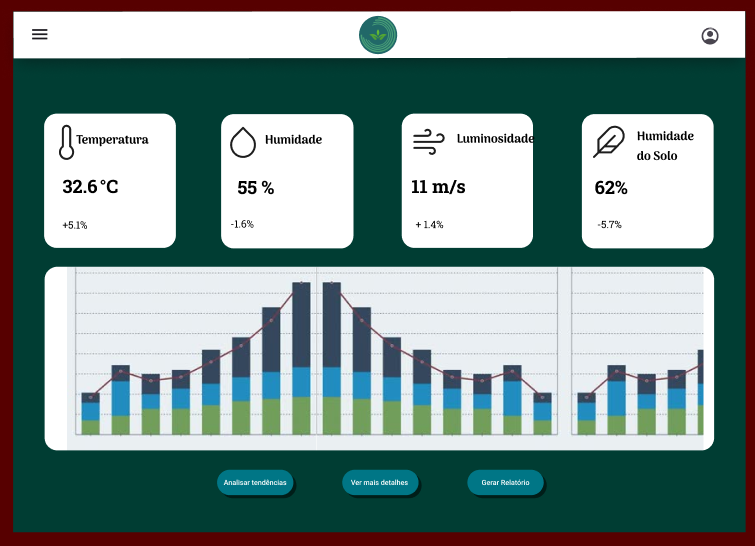 Temperatura
32.6 °C
+5.1%
Humidade
55 %
-1.6%
Luminosidade
11 m/s
+ 1.4%
Humidade
do Solo
62%
-5.7%
Analisar tendências
Ver mais detalhes
Gerar Relatório